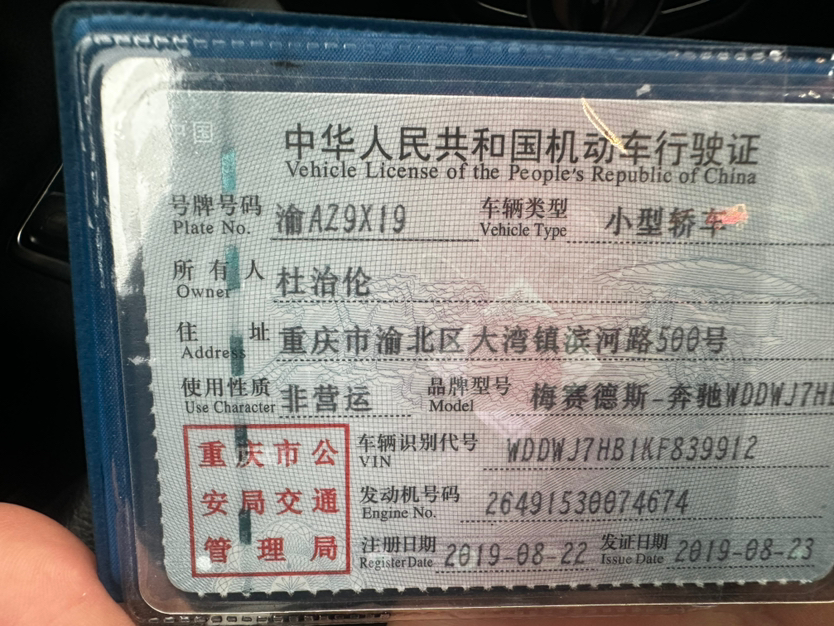 中国
中华人民共和国机动车行驶证
Vehicle License of the People's Republic of China
号牌号码 渝AZ9X19 车辆类型 小型轿车
Plate No. Vehicle Type
所有人 杜治伦
Owner
住址 重庆市渝北区大湾镇滨河路500号
Address
使用性质 非营运 品牌型号 梅赛德斯-奔驰WDDWJ7H
Use Character Model
重庆市公 车辆识别代号 WDDWJ7HB1KF839912
VIN
安局交通 发动机号码 26491530074674
Engine No.
管理局 注册日期 2019-08-22 发证日期 2019-08-23
Register Date Issue Date